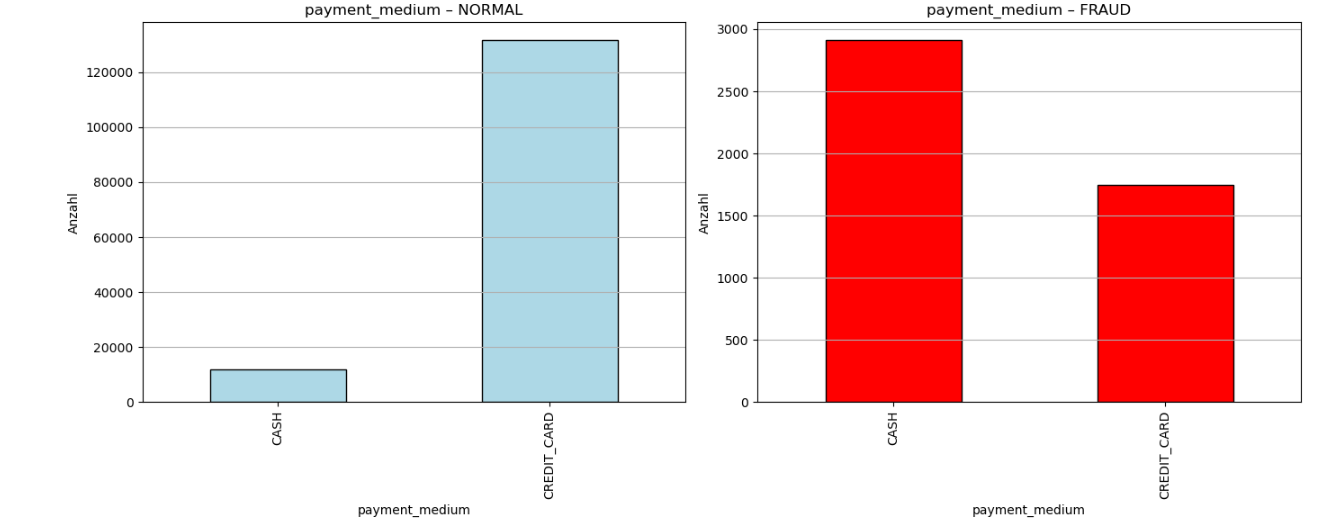 payment_medium – NORMAL
120000
100000
80000
60000
40000
20000
0
Anzahl
CASH
CREDIT_CARD
payment_medium
payment_medium – FRAUD
3000
2500
2000
1500
1000
500
0
Anzahl
CASH
CREDIT_CARD
payment_medium